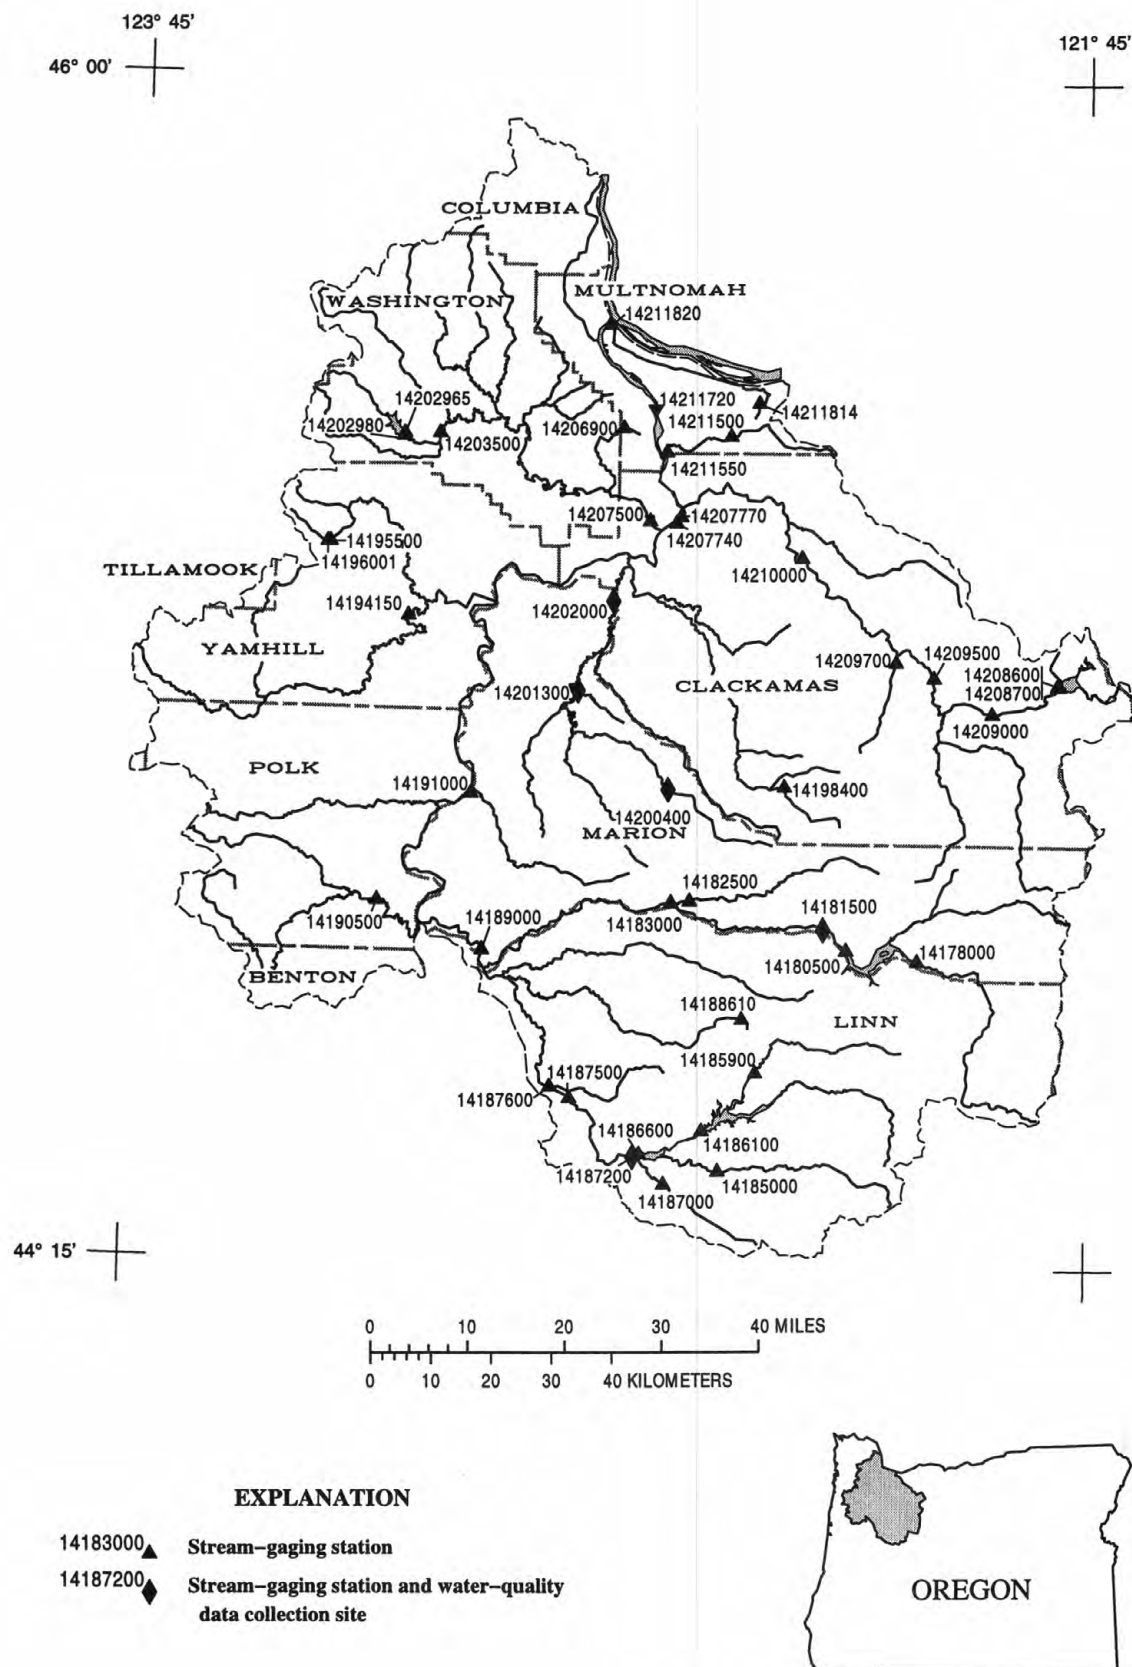 123° 45'
121° 45'
46° 00'
COLUMBIA
MULTNOMAH
WASHINGTON
14211820
14202965
14211720
14211814
14202980
14203500
14206900
14211500
14211550
14207500
14207770
14207740
14195500
14196001
TILLAMOOK
14210000
14194150
14202000
YAMHILL
14209700
14209500
14208600
14208700
CLACKAMAS
14201300
14209000
POLK
14191000
14198400
14200400
MARION
14182500
14190500
14189000
14183000
14181500
14180500
14178000
BENTON
14188610
LINN
14185900
14187500
14187600
14186600
14186100
14187200
14185000
14187000
44° 15'
0 10 20 30 40 MILES
0 10 20 30 40 KILOMETERS
EXPLANATION
14183000 Stream–gaging station
14187200 Stream–gaging station and water–quality
data collection site
OREGON